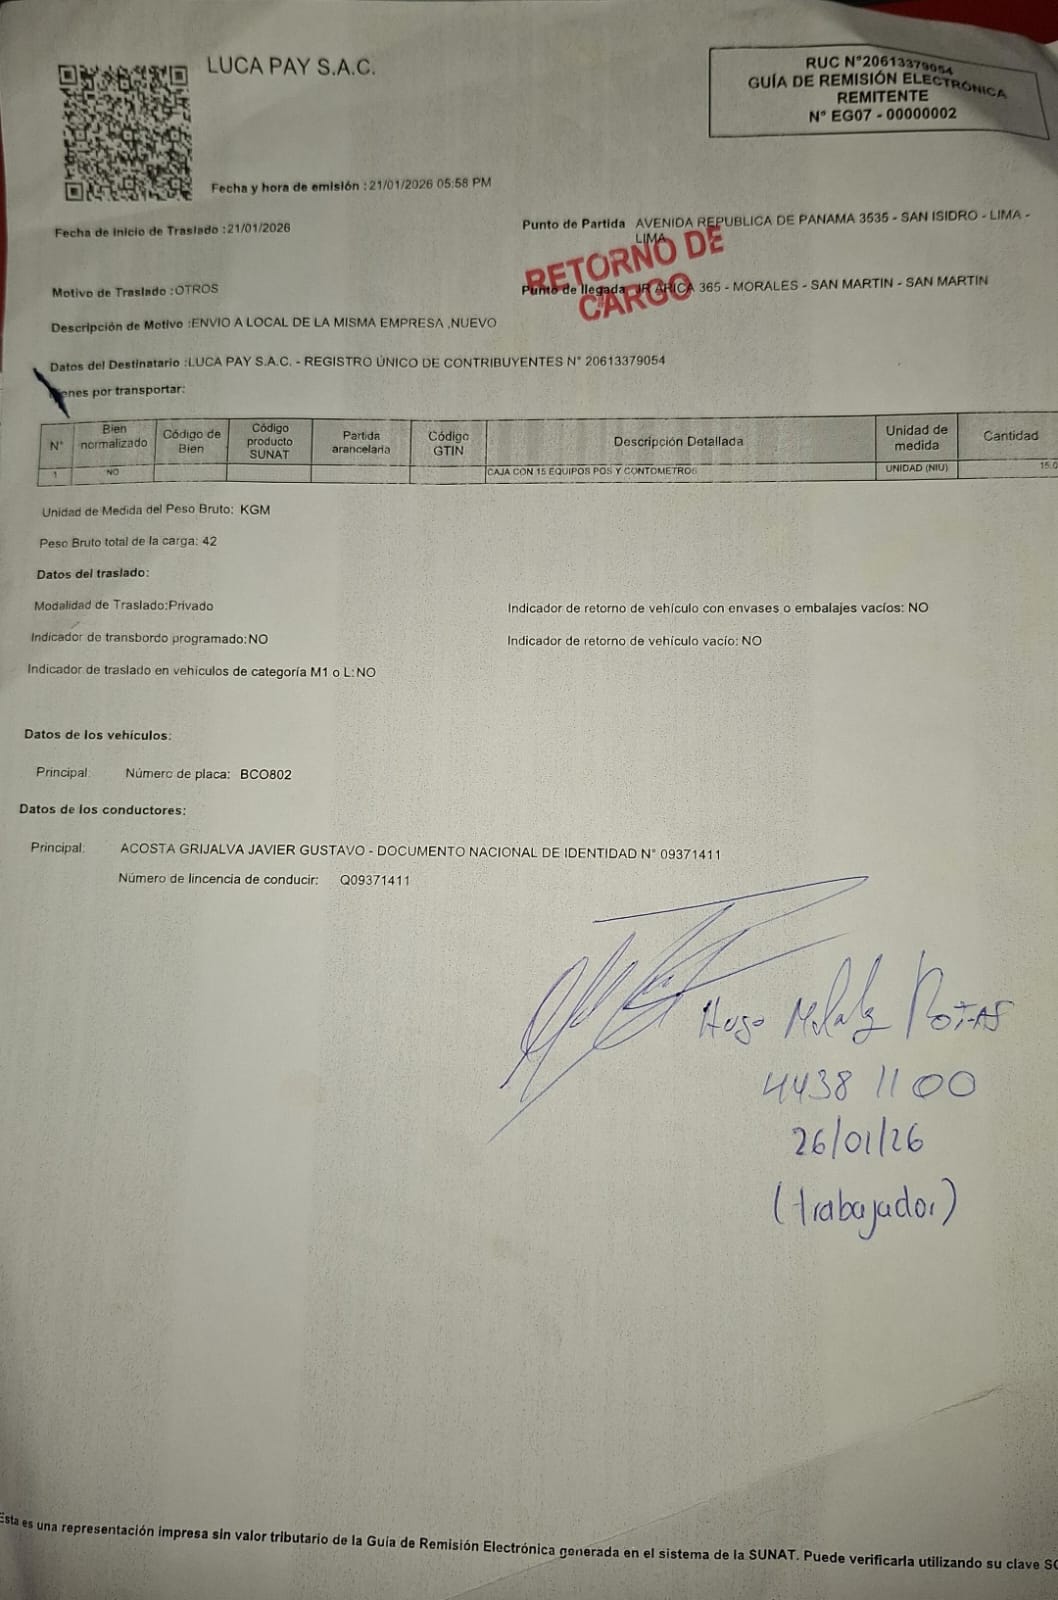 LUCA PAY S.A.C.
RUC N°20613379054
GUÍA DE REMISIÓN ELECTRÓNICA
REMITENTE
N° EG07 - 00000002
Fecha y hora de emisión : 21/01/2026 05:58 PM
Fecha de Inicio de Traslado : 21/01/2026
Punto de Partida AVENIDA REPUBLICA DE PANAMA 3535 - SAN ISIDRO - LIMA -
LIMA
RETORNO DE
CARGO
Motivo de Traslado : OTROS
Punto de llegada JR ARICA 365 - MORALES - SAN MARTIN - SAN MARTIN
Descripción de Motivo :ENVIO A LOCAL DE LA MISMA EMPRESA ,NUEVO
Datos del Destinatario :LUCA PAY S.A.C. - REGISTRO ÚNICO DE CONTRIBUYENTES N° 20613379054
por transportar:
N° Bien normalizado Código de Bien Código producto SUNAT Partida arancelaria Código GTIN Descripción Detallada Unidad de medida Cantidad
1 NO CAJA CON 15 EQUIPOS POS Y CONTOMETROS UNIDAD (NIU) 15.0
Unidad de Medida del Peso Bruto: KGM
Peso Bruto total de la carga: 42
Datos del traslado:
Modalidad de Traslado:Privado
Indicador de retorno de vehículo con envases o embalajes vacíos: NO
Indicador de transbordo programado: NO
Indicador de retorno de vehículo vacío: NO
Indicador de traslado en vehículos de categoría M1 o L: NO
Datos de los vehículos:
Principal: Número de placa: BCO802
Datos de los conductores:
Principal: ACOSTA GRIJALVA JAVIER GUSTAVO - DOCUMENTO NACIONAL DE IDENTIDAD N° 09371411
Número de lincencia de conducir: Q09371411
Hugo
44381100
26/01/26
(trabajador)
Esta es una representación impresa sin valor tributario de la Guía de Remisión Electrónica generada en el sistema de la SUNAT. Puede verificarla utilizando su clave SO